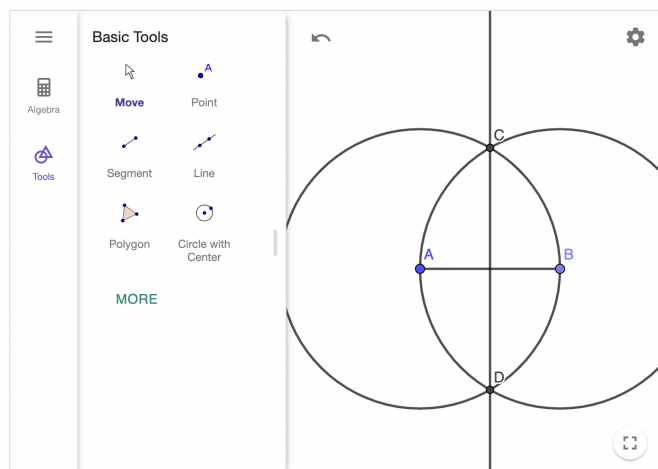 Basic Tools
Algebra
Tools
A
Move
Point
Segment
Line
Polygon
Circle with
Center
MORE
C
A
B
D